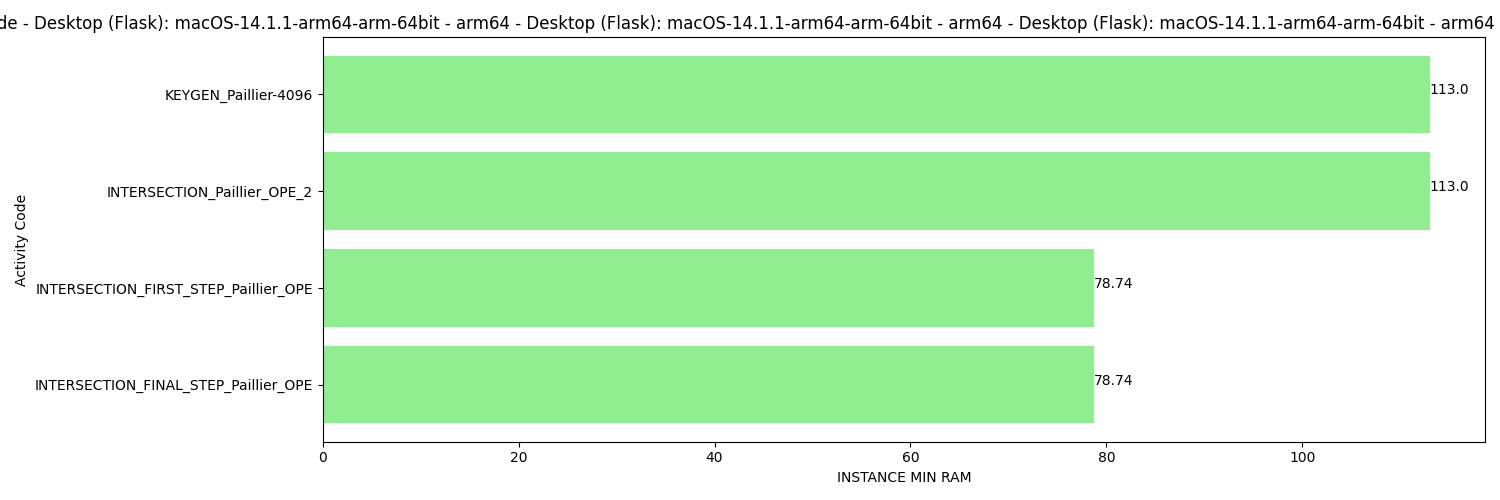 de - Desktop (Flask): macOS-14.1.1-arm64-arm-64bit - arm64 - Desktop (Flask): macOS-14.1.1-arm64-arm-64bit - arm64 - Desktop (Flask): macOS-14.1.1-arm64-arm-64bit - arm64
KEYGEN_Paillier-4096
113.0
INTERSECTION_Paillier_OPE_2
113.0
INTERSECTION_FIRST_STEP_Paillier_OPE
78.74
INTERSECTION_FINAL_STEP_Paillier_OPE
78.74
Activity Code
0 20 40 60 80 100
INSTANCE MIN RAM